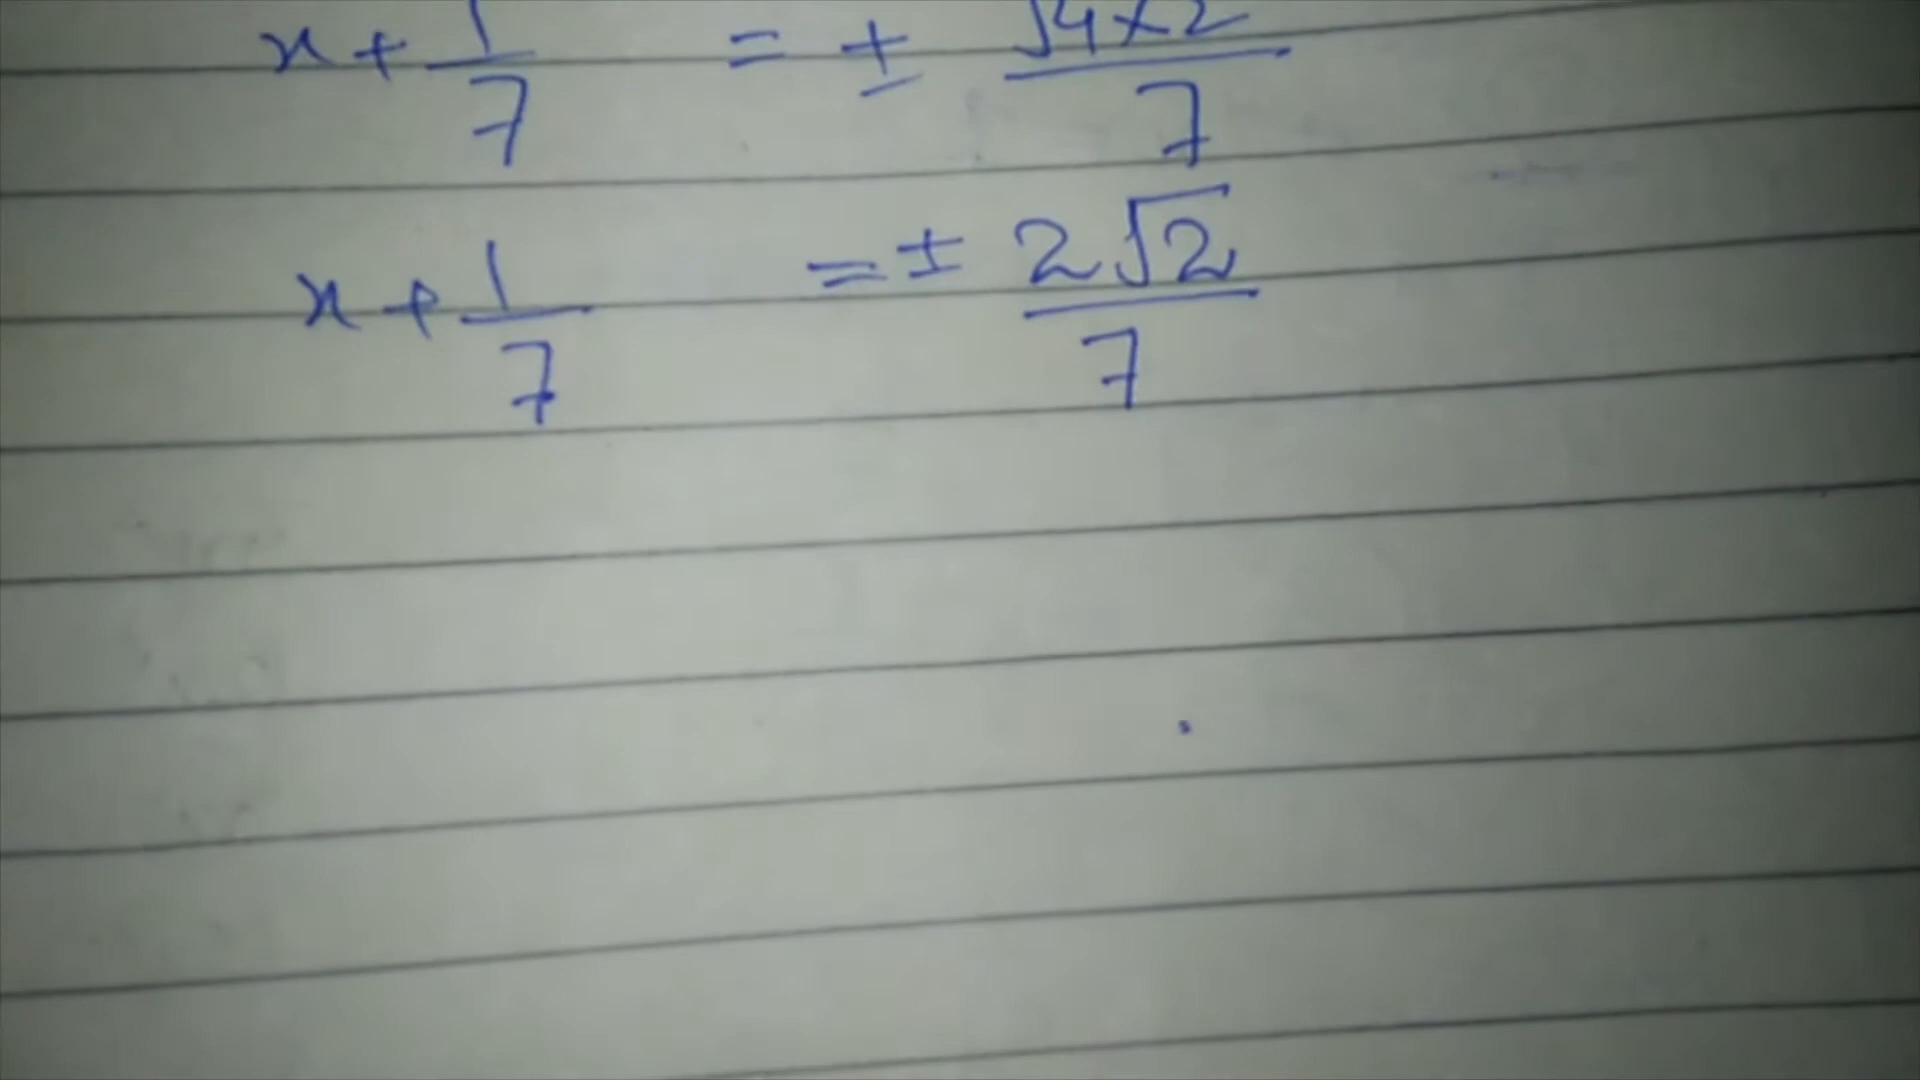 x + 1/7 = ± √4×2/7
x + 1/7 = ± 2√2/7